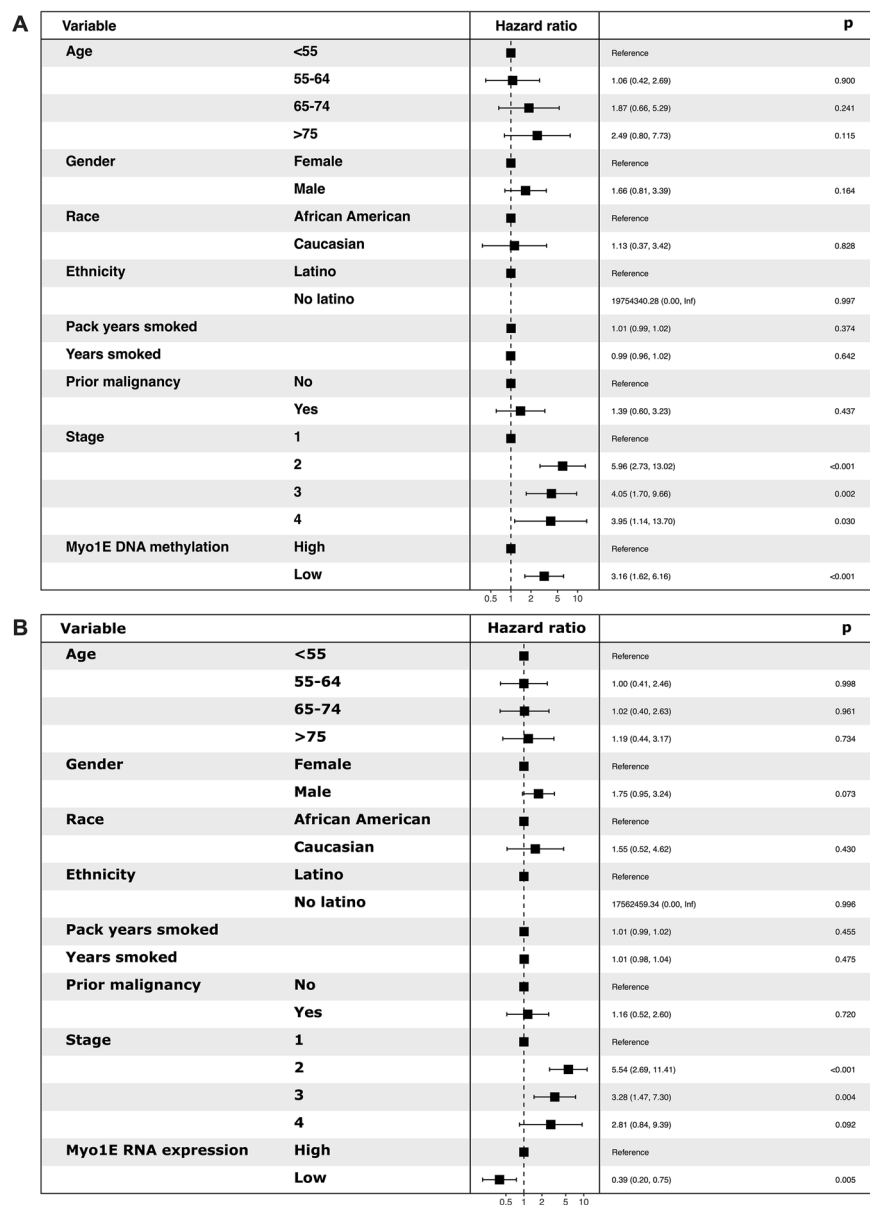 A
Variable Hazard ratio p
Age <55 Reference
55-64 1.06 (0.42, 2.69) 0.900
65-74 1.87 (0.66, 5.29) 0.241
>75 2.49 (0.80, 7.73) 0.115
Gender Female Reference
Male 1.66 (0.81, 3.39) 0.164
Race African American Reference
Caucasian 1.13 (0.37, 3.42) 0.828
Ethnicity Latino Reference
No latino 19754340.28 (0.00, Inf) 0.997
Pack years smoked 1.01 (0.99, 1.02) 0.374
Years smoked 0.99 (0.96, 1.02) 0.642
Prior malignancy No Reference
Yes 1.39 (0.60, 3.23) 0.437
Stage 1 Reference
2 5.96 (2.73, 13.02) <0.001
3 4.05 (1.70, 9.66) 0.002
4 3.95 (1.14, 13.70) 0.030
Myo1E DNA methylation High Reference
Low 3.16 (1.62, 6.16) <0.001
0.5 1 2 5 10
B
Variable Hazard ratio p
Age <55 Reference
55-64 1.00 (0.41, 2.46) 0.998
65-74 1.02 (0.40, 2.63) 0.961
>75 1.19 (0.44, 3.17) 0.734
Gender Female Reference
Male 1.75 (0.95, 3.24) 0.073
Race African American Reference
Caucasian 1.55 (0.52, 4.62) 0.430
Ethnicity Latino Reference
No latino 17562459.34 (0.00, Inf) 0.996
Pack years smoked 1.01 (0.99, 1.02) 0.455
Years smoked 1.01 (0.98, 1.04) 0.475
Prior malignancy No Reference
Yes 1.16 (0.52, 2.60) 0.720
Stage 1 Reference
2 5.54 (2.69, 11.41) <0.001
3 3.28 (1.47, 7.30) 0.004
4 2.81 (0.84, 9.39) 0.092
Myo1E RNA expression High Reference
Low 0.39 (0.20, 0.75) 0.005
0.5 1 2 5 10